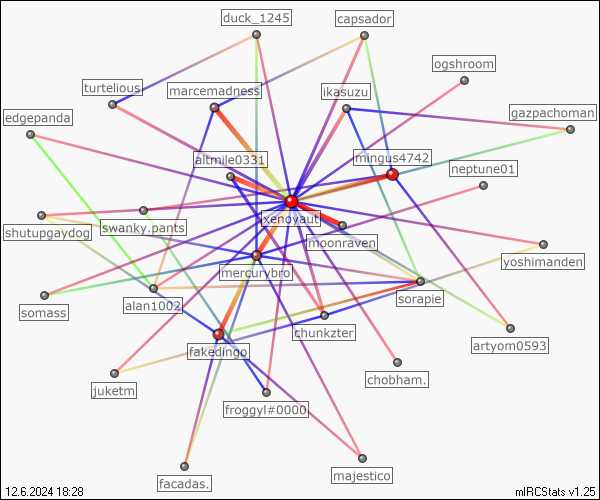 duck_1245
capsador
ogshroom
turtelious
marcemadness
ikasuzu
gazpachoman
edgepanda
altmile0331
mingus4742
neptune01
xenoyaut
shutupgaydog
swanky.pants
moonraven
yoshimanden
mercurybro
somass
alan1002
sorapie
chunkzter
artyom0593
fakedingo
chobham.
juketm
froggyl#0000
majestico
facadas.
12.6.2024 18:28
mIRCStats v1.25